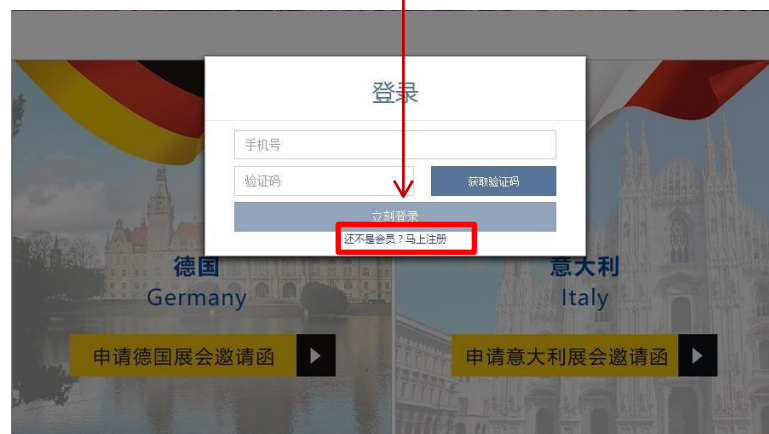 登录
手机号
验证码
获取验证码
立刻登录
还不是会员？马上注册
德国
Germany
申请德国展会邀请函
意大利
Italy
申请意大利展会邀请函